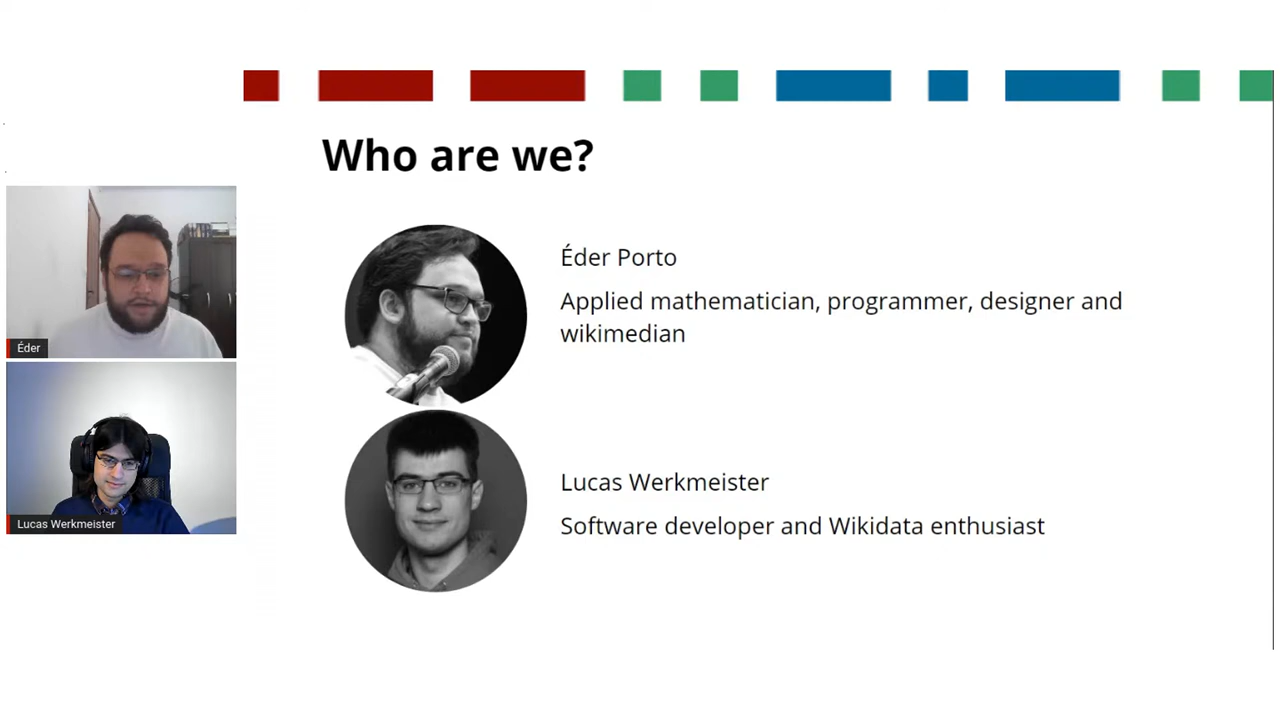 Who are we?
Éder
Lucas Werkmeister
Éder Porto
Applied mathematician, programmer, designer and
wikimedian
Lucas Werkmeister
Software developer and Wikidata enthusiast